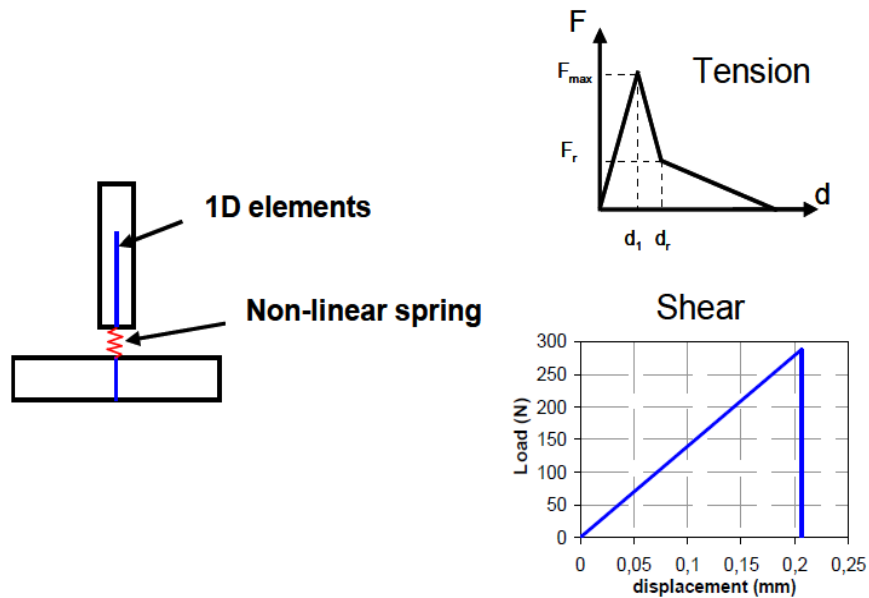 1D elements
Non-linear spring
F
Tension
Fmax
Fr
d
d1
dr
Shear
Load (N)
300
250
200
150
100
50
0
0 0,05 0,1 0,15 0,2 0,25
displacement (mm)